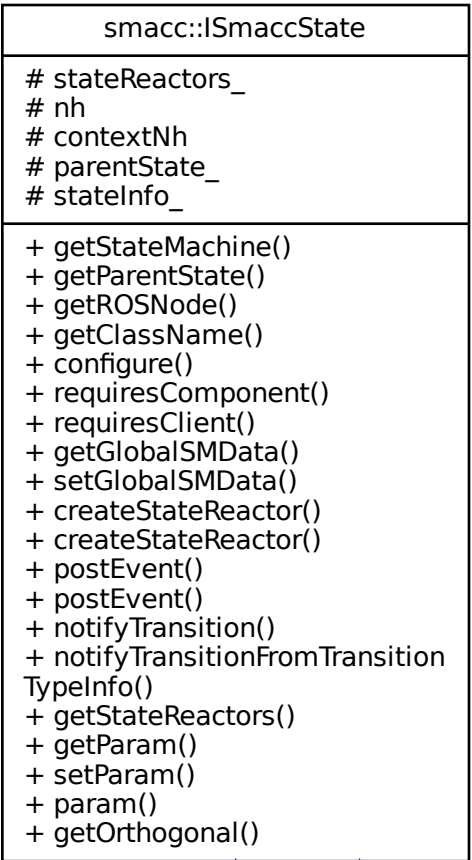 smacc::ISmaccState
# stateReactors_
# nh
# contextNh
# parentState_
# stateInfo_
+ getStateMachine()
+ getParentState()
+ getROSNode()
+ getClassName()
+ configure()
+ requiresComponent()
+ requiresClient()
+ getGlobalSMData()
+ setGlobalSMData()
+ createStateReactor()
+ createStateReactor()
+ postEvent()
+ postEvent()
+ notifyTransition()
+ notifyTransitionFromTransition
TypeInfo()
+ getStateReactors()
+ getParam()
+ setParam()
+ param()
+ getOrthogonal()